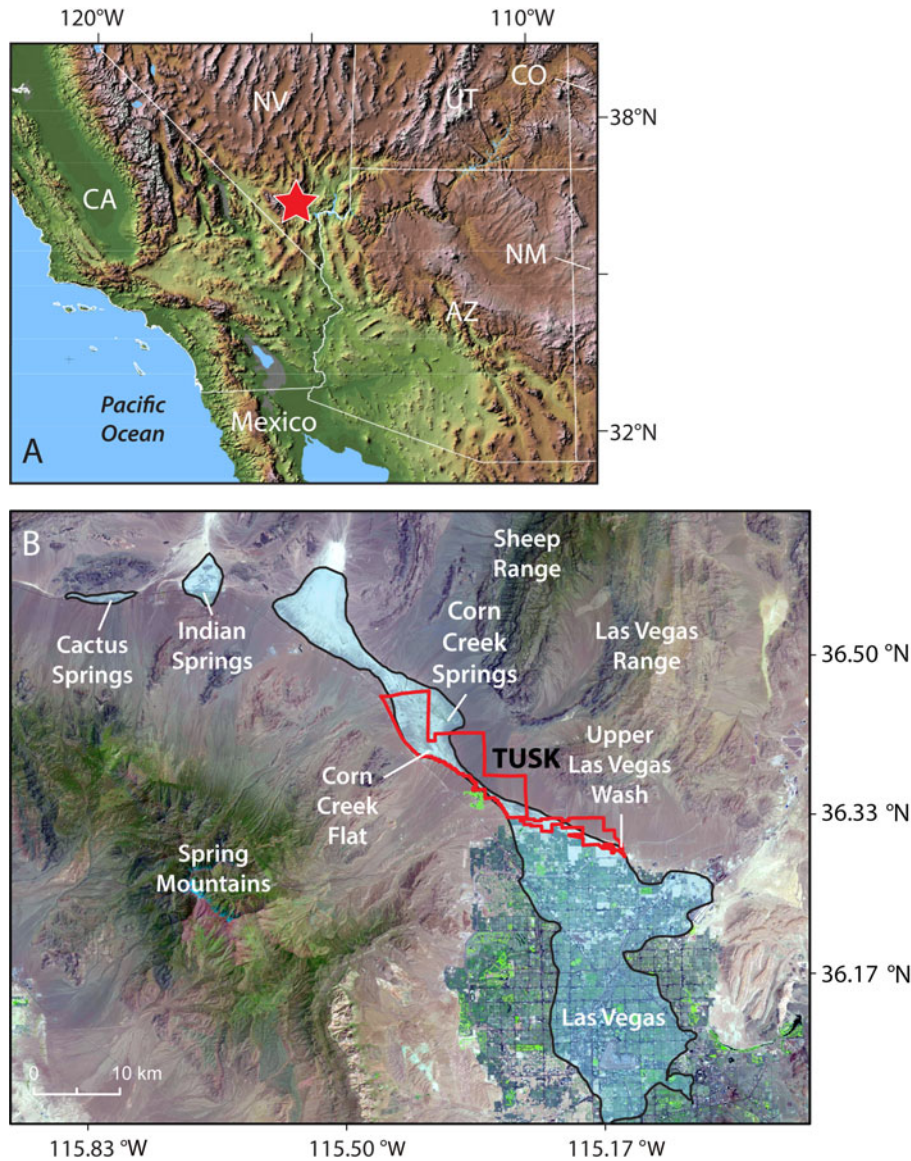 120°W
110°W
CO
NV
UT
38°N
CA
NM
AZ
Pacific
Ocean
Mexico
32°N
A
B
Sheep
Range
Corn
Creek
Springs
Las Vegas
Range
Cactus
Springs
Indian
Springs
36.50 °N
TUSK
Upper
Las Vegas
Wash
Corn
Creek
Flat
36.33 °N
Spring
Mountains
36.17 °N
Las Vegas
0 10 km
115.83 °W
115.50 °W
115.17 °W